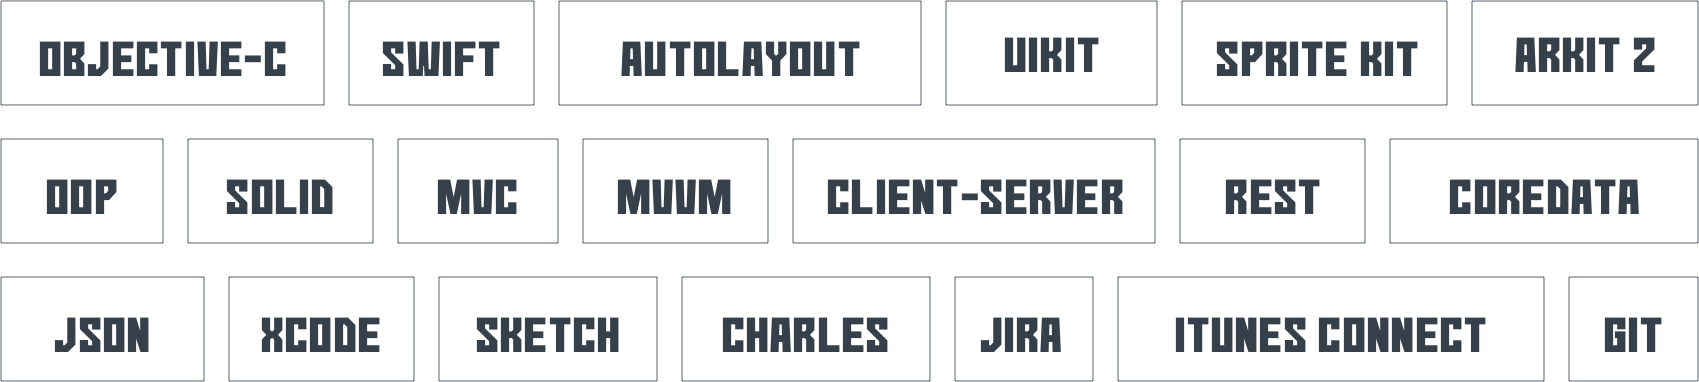 OBJECTIVE-C SWIFT AUTOLAYOUT UIKIT SPRITE KIT ARKIT 2
OOP SOLID MVC MVVM CLIENT-SERVER REST COREDATA
JSON XCODE SKETCH CHARLES JIRA ITUNES CONNECT GIT